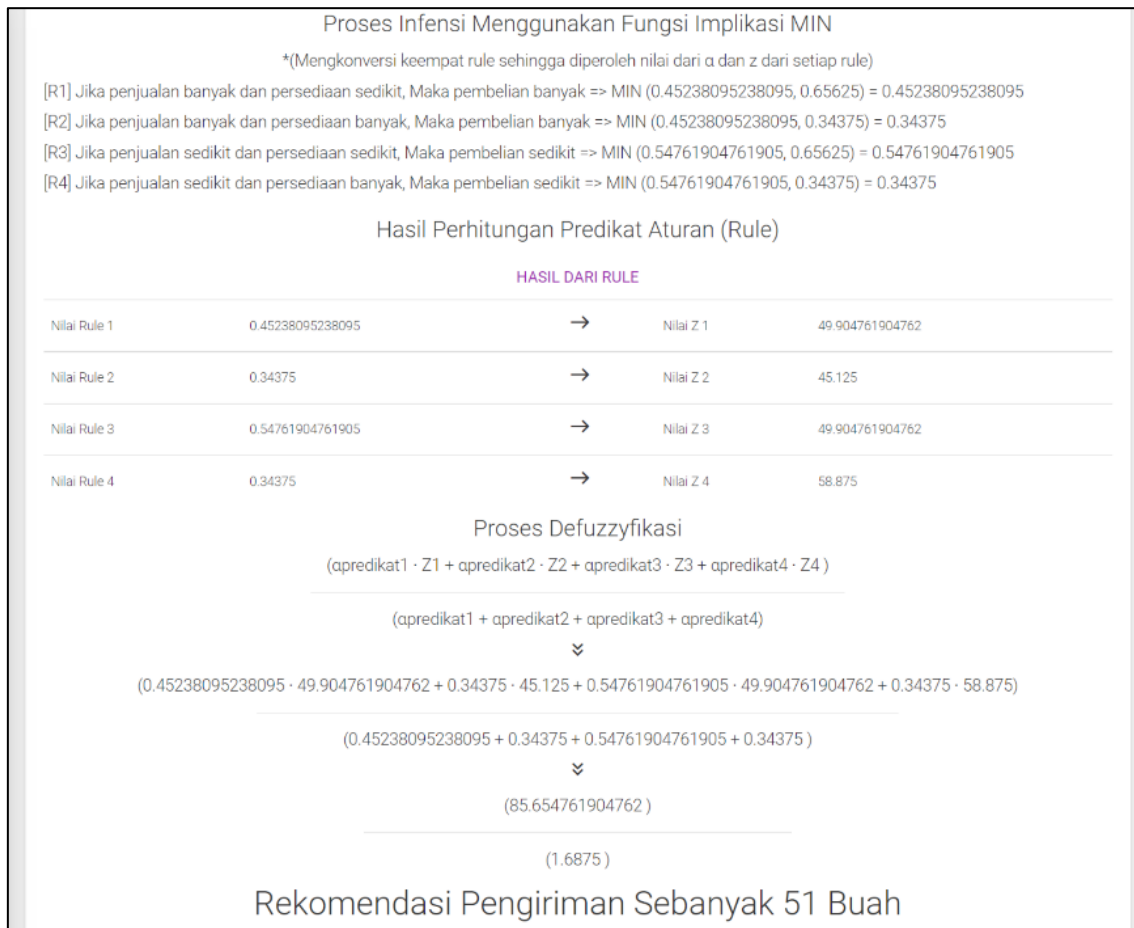 Proses Infensi Menggunakan Fungsi Implikasi MIN
*(Mengkonversi keempat rule sehingga diperoleh nilai dari α dan z dari setiap rule)
[R1] Jika penjualan banyak dan persediaan sedikit, Maka pembelian banyak => MIN (0.45238095238095, 0.65625) = 0.45238095238095
[R2] Jika penjualan banyak dan persediaan banyak, Maka pembelian banyak => MIN (0.45238095238095, 0.34375) = 0.34375
[R3] Jika penjualan sedikit dan persediaan sedikit, Maka pembelian sedikit => MIN (0.54761904761905, 0.65625) = 0.54761904761905
[R4] Jika penjualan sedikit dan persediaan banyak, Maka pembelian sedikit => MIN (0.54761904761905, 0.34375) = 0.34375
Hasil Perhitungan Predikat Aturan (Rule)
HASIL DARI RULE
Nilai Rule 1 0.45238095238095 → Nilai Z 1 49.904761904762
Nilai Rule 2 0.34375 → Nilai Z 2 45.125
Nilai Rule 3 0.54761904761905 → Nilai Z 3 49.904761904762
Nilai Rule 4 0.34375 → Nilai Z 4 58.875
Proses Defuzzyfikasi
(αpredikat1 · Z1 + αpredikat2 · Z2 + αpredikat3 · Z3 + αpredikat4 · Z4 )
(αpredikat1 + αpredikat2 + αpredikat3 + αpredikat4)
(0.45238095238095 · 49.904761904762 + 0.34375 · 45.125 + 0.54761904761905 · 49.904761904762 + 0.34375 · 58.875)
(0.45238095238095 + 0.34375 + 0.54761904761905 + 0.34375 )
(85.654761904762 )
(1.6875 )
Rekomendasi Pengiriman Sebanyak 51 Buah